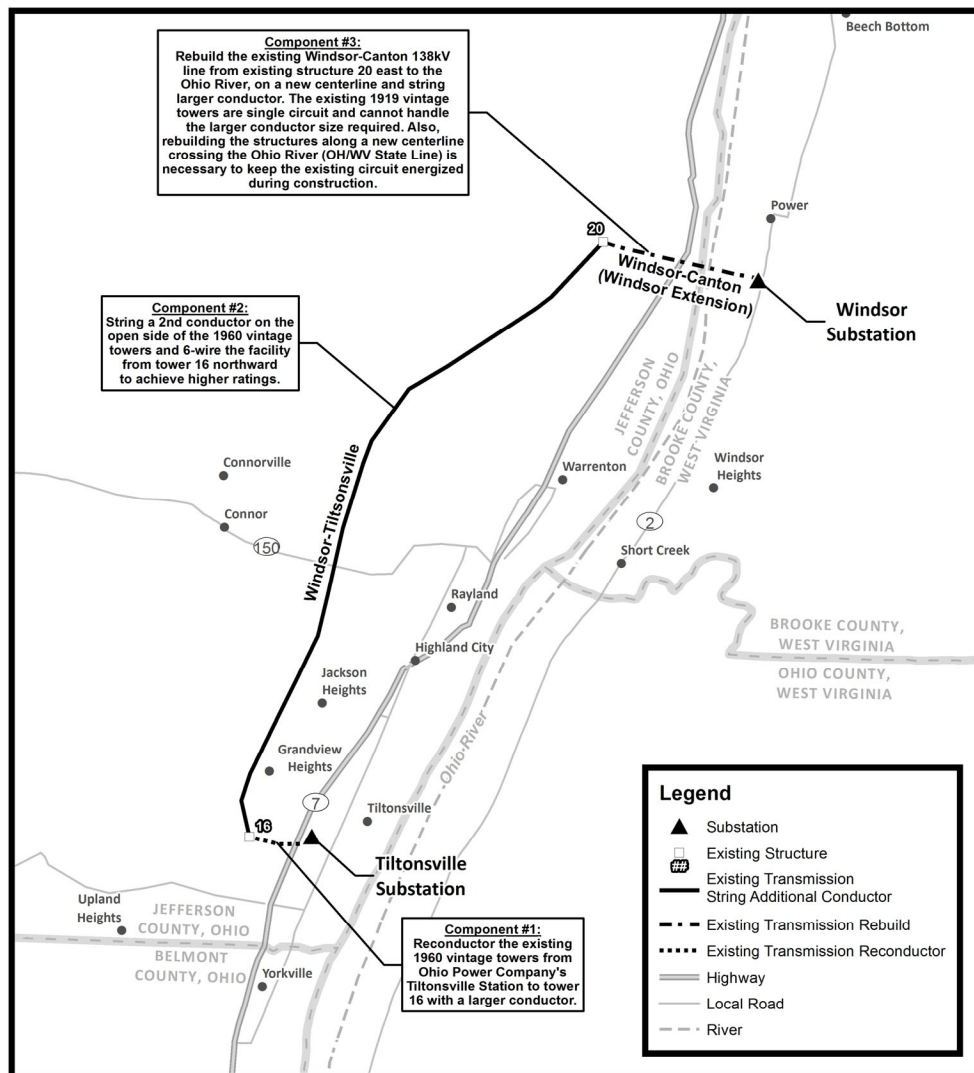 Beech Bottom
Component #3:
Rebuild the existing Windsor-Canton 138kV
line from existing structure 20 east to the
Ohio River, on a new centerline and string
larger conductor. The existing 1919 vintage
towers are single circuit and cannot handle
the larger conductor size required. Also,
rebuilding the structures along a new centerline
crossing the Ohio River (OH/WV State Line) is
necessary to keep the existing circuit energized
during construction.
Power
20
Windsor-Canton
(Windsor Extension)
Windsor
Substation
Component #2:
String a 2nd conductor on the
open side of the 1960 vintage
towers and 6-wire the facility
from tower 16 northward
to achieve higher ratings.
JEFFERSON
COUNTY, OHIO
BROOKE COUNTY,
WEST VIRGINIA
Connorville
Warrenton
Windsor
Heights
Windsor-Tiltsonsville
Connor
150
2
Short Creek
Rayland
BROOKE COUNTY,
WEST VIRGINIA
OHIO COUNTY,
WEST VIRGINIA
Highland City
Jackson
Heights
Ohio River
Grandview
Heights
7
Tiltonsville
16
Tiltonsville
Substation
Upland
Heights
JEFFERSON
COUNTY, OHIO
BELMONT
COUNTY, OHIO
Yorkville
Component #1:
Reconductor the existing
1960 vintage towers from
Ohio Power Company's
Tiltonsville Station to tower
16 with a larger conductor.
Legend
Substation
Existing Structure
##
Existing Transmission
String Additional Conductor
Existing Transmission Rebuild
Existing Transmission Reconductor
Highway
Local Road
River